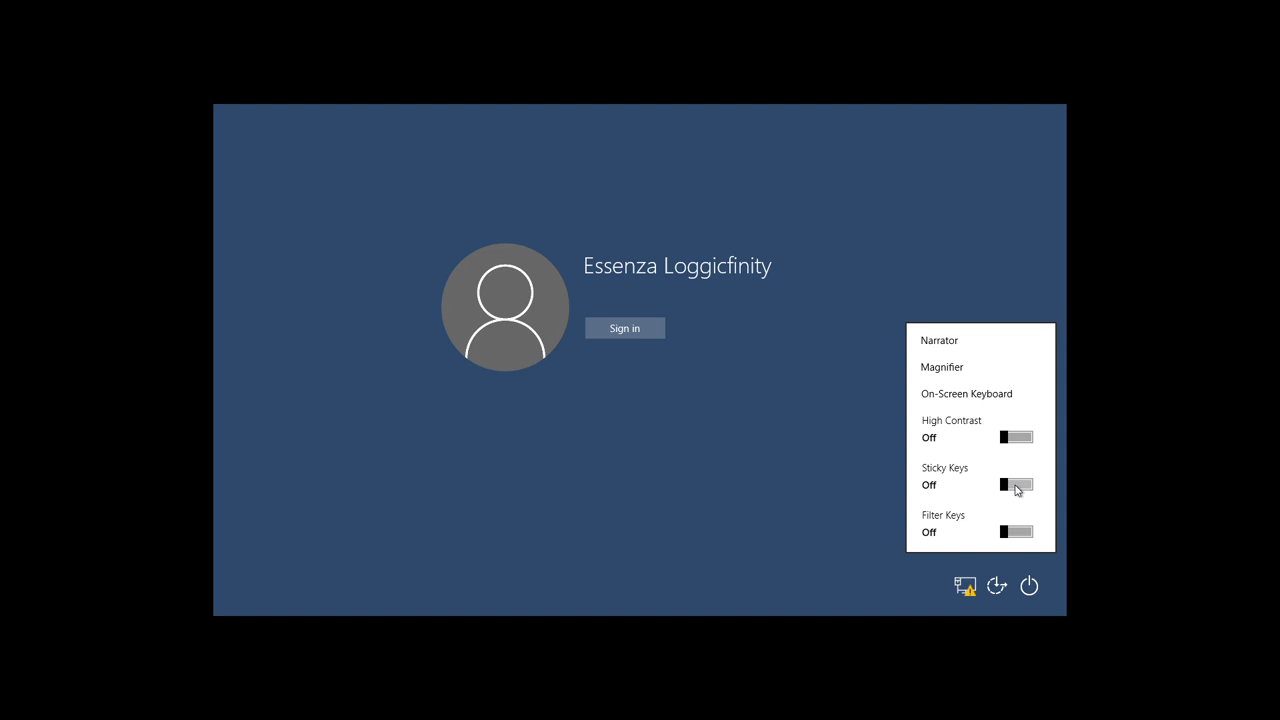 Essenza Loggicfinity
Sign in
Narrator
Magnifier
On-Screen Keyboard
High Contrast
Off
Sticky Keys
Off
Filter Keys
Off